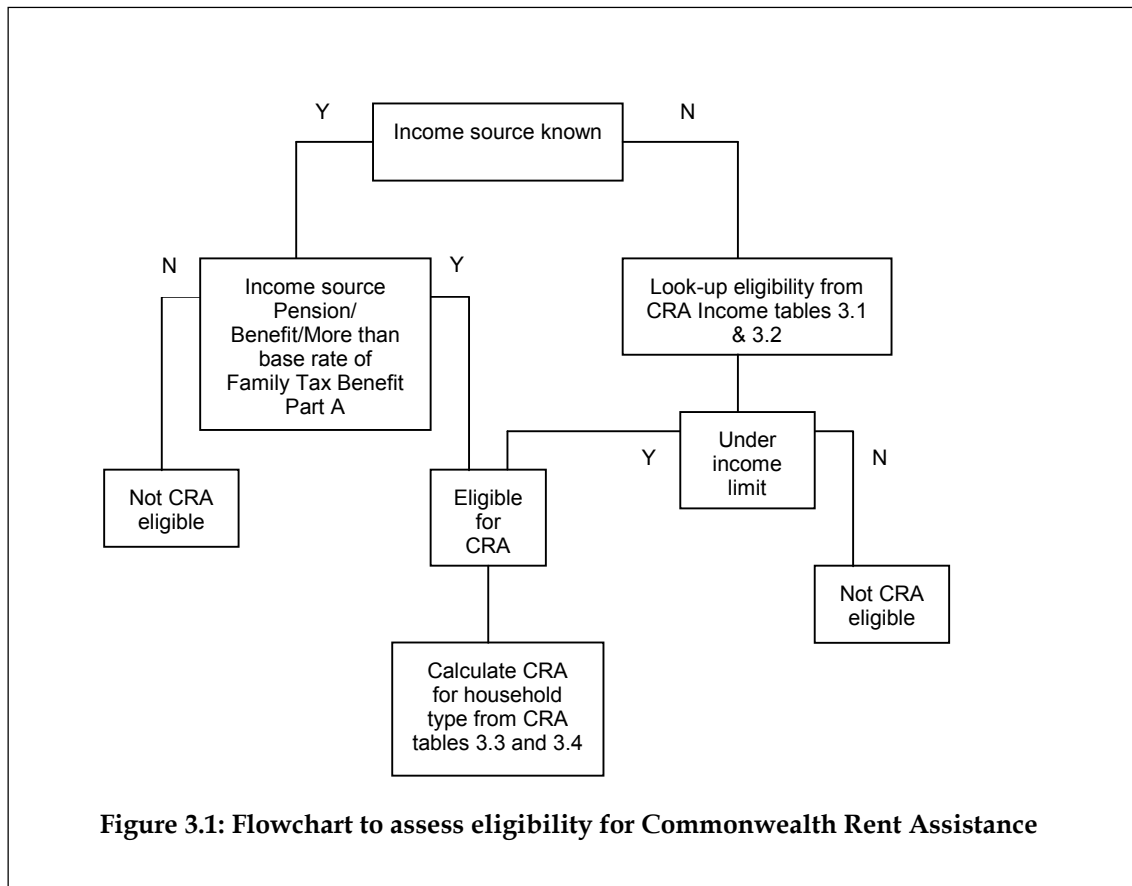 Y
Income source known
N
N
Income source
Pension/
Benefit/More than
base rate of
Family Tax Benefit
Part A
Y
Look-up eligibility from
CRA Income tables 3.1
& 3.2
Not CRA
eligible
Eligible
for
CRA
Y
Under
income
limit
N
Not CRA
eligible
Calculate CRA
for household
type from CRA
tables 3.3 and 3.4
Figure 3.1: Flowchart to assess eligibility for Commonwealth Rent Assistance